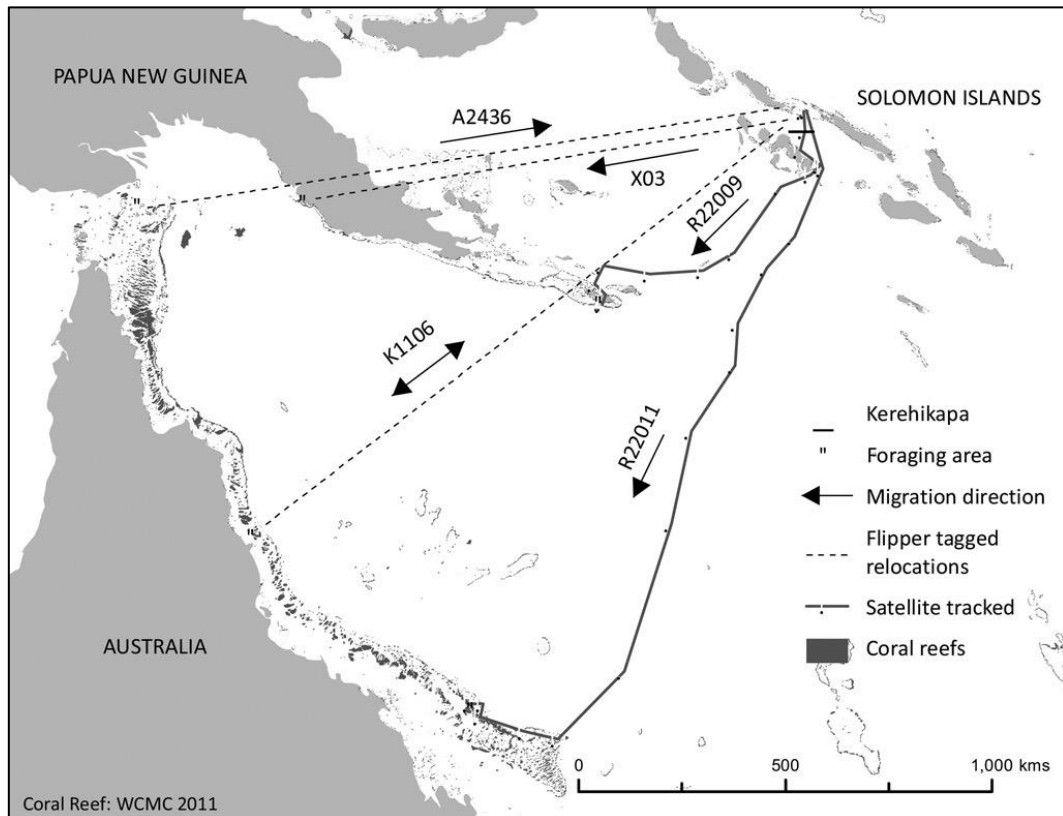 PAPUA NEW GUINEA
SOLOMON ISLANDS
A2436
X03
R22009
K1106
R22011
Kerehikapa
Foraging area
Migration direction
Flipper tagged
relocations
Satellite tracked
Coral reefs
AUSTRALIA
0 500 1,000 kms
Coral Reef: WCMC 2011